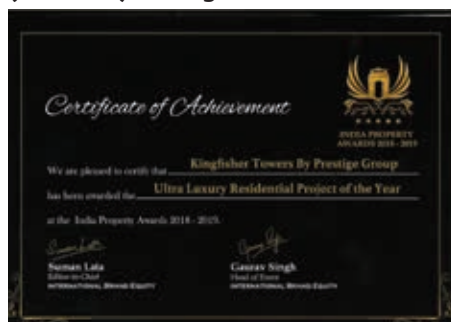 Certificate of Achievement
INDIA PROPERTY
AWARDS 2018 - 2019
We are pleased to certify that Kingfisher Towers By Prestige Group
has been awarded the Ultra Luxury Residential Project of the Year
at the India Property Awards 2018 - 2019.
Suman Lata
Gaurav Singh
Editor-in-Chief
Head of Event
INTERNATIONAL BRAND EQUITY
INTERNATIONAL BRAND EQUITY